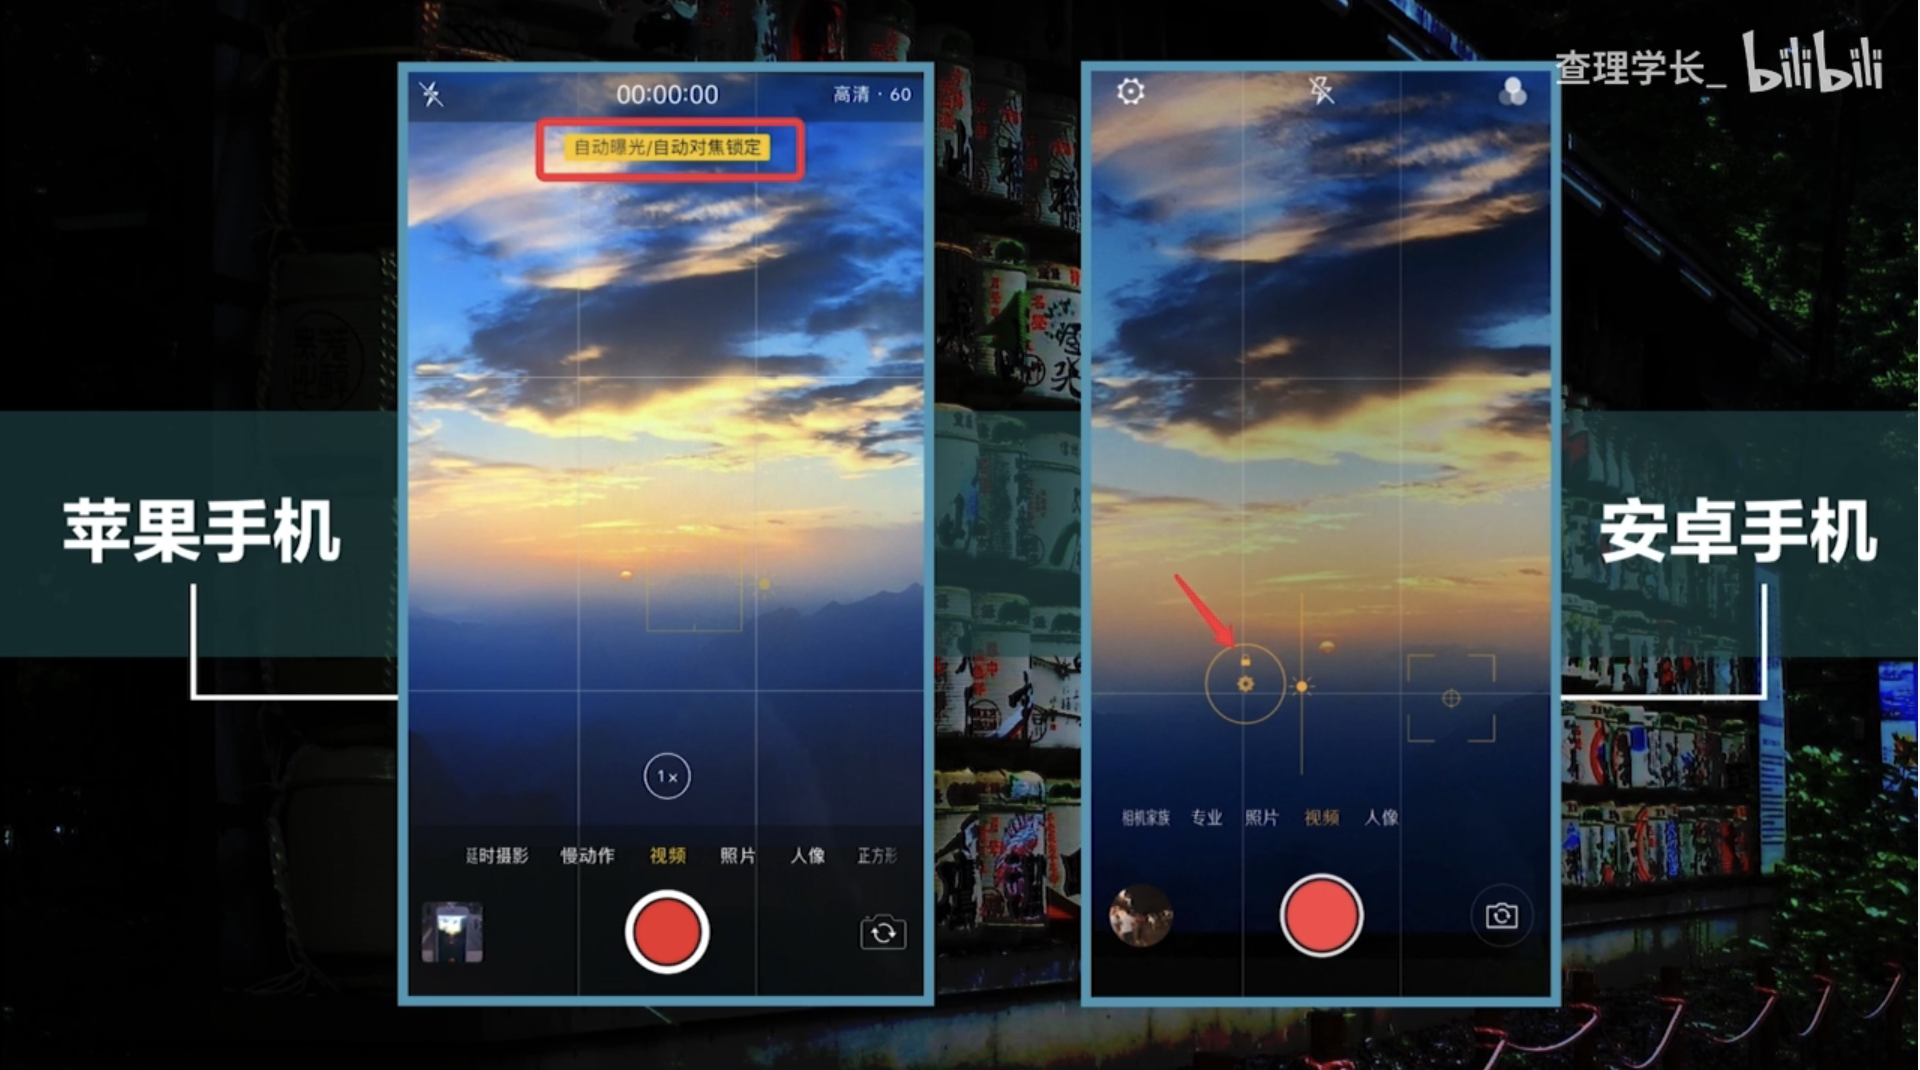 查理学长_ bilibili
00:00:00
高清 · 60
自动曝光/自动对焦锁定
苹果手机
安卓手机
1×
相机家族 专业 照片 视频 人像
延时摄影 慢动作 视频 照片 人像 正方形